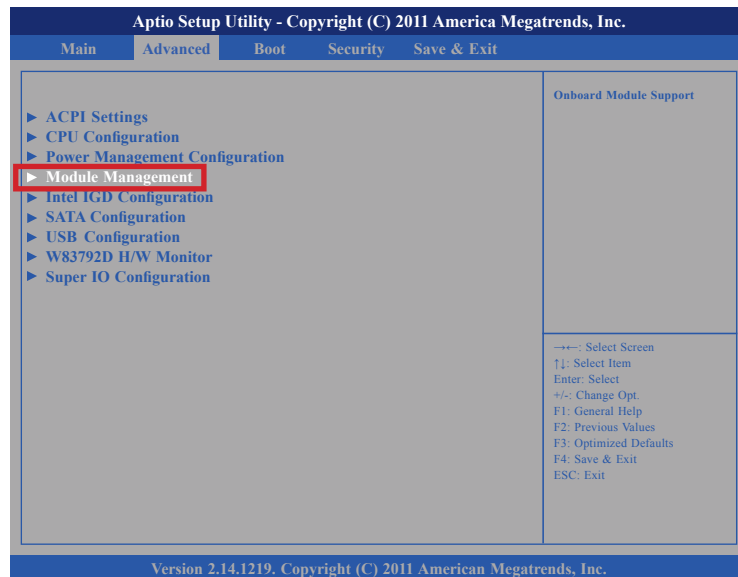 Aptio Setup Utility - Copyright (C) 2011 America Megatrends, Inc.
Main Advanced Boot Security Save & Exit
► ACPI Settings
► CPU Configuration
► Power Management Configuration
► Module Management
► Intel IGD Configuration
► SATA Configuration
► USB Configuration
► W83792D H/W Monitor
► Super IO Configuration
Onboard Module Support
→←: Select Screen
↑↓: Select Item
Enter: Select
+/-: Change Opt.
F1: General Help
F2: Previous Values
F3: Optimized Defaults
F4: Save & Exit
ESC: Exit
Version 2.14.1219. Copyright (C) 2011 American Megatrends, Inc.